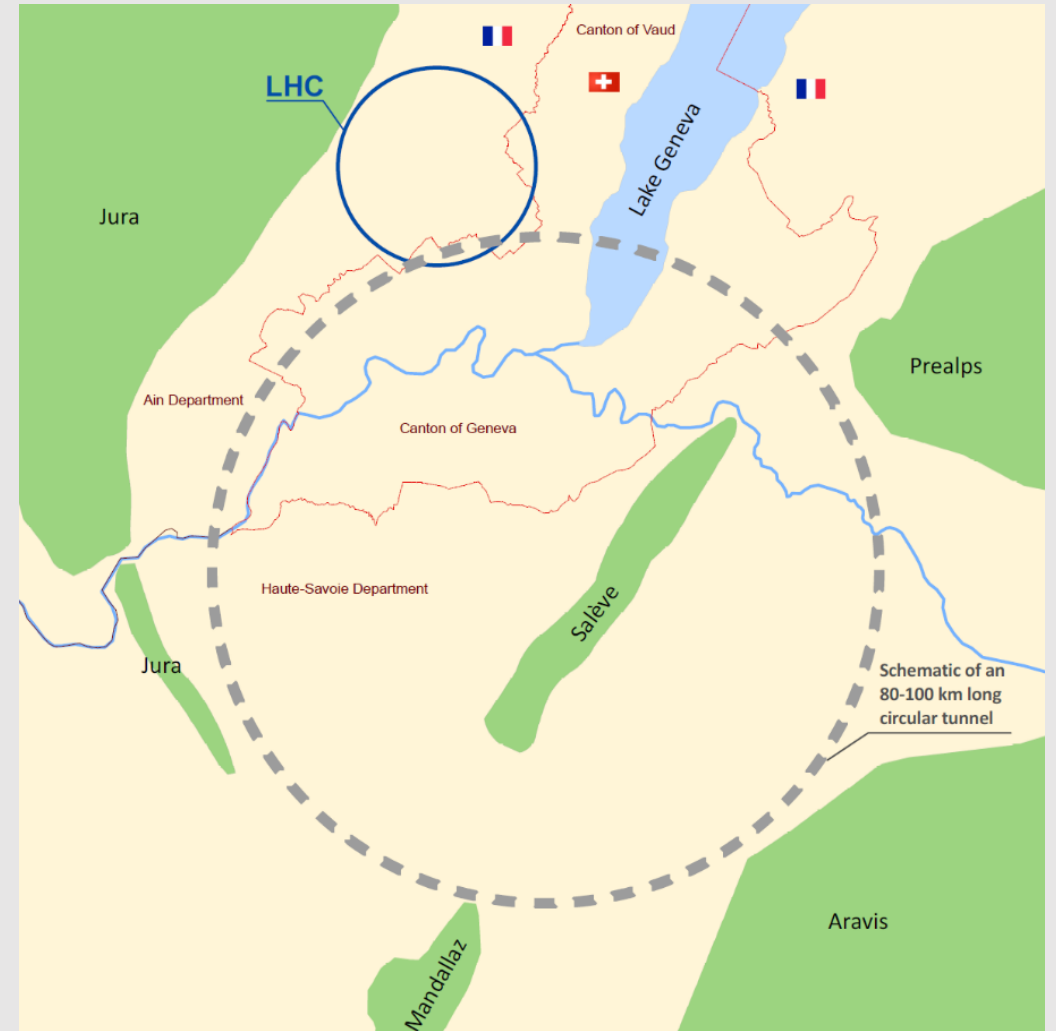 Canton of Vaud
LHC
Lake Geneva
Jura
Prealps
Ain Department
Canton of Geneva
Haute-Savoie Department
Salève
Jura
Schematic of an
80-100 km long
circular tunnel
Aravis
Mandallaz